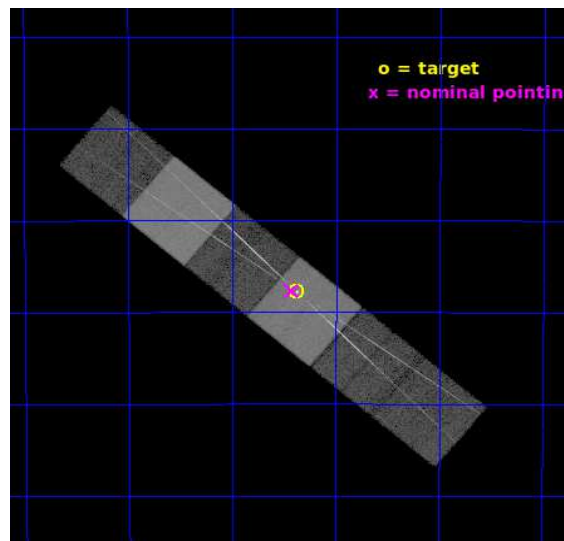 o = target
x = nominal pointin